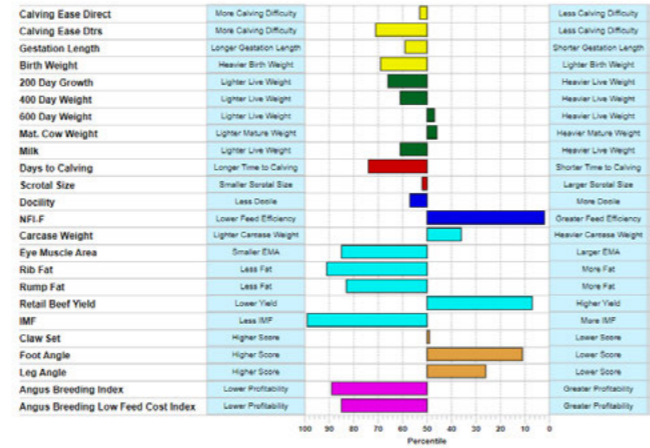 Calving Ease Direct More Calving Difficulty Less Calving Difficulty
Calving Ease Dtrs More Calving Difficulty Less Calving Difficulty
Gestation Length Longer Gestation Length Shorter Gestation Length
Birth Weight Heavier Birth Weight Lighter Birth Weight
200 Day Growth Lighter Live Weight Heavier Live Weight
400 Day Weight Lighter Live Weight Heavier Live Weight
600 Day Weight Lighter Live Weight Heavier Live Weight
Mat. Cow Weight Lighter Mature Weight Heavier Mature Weight
Milk Lighter Live Weight Heavier Live Weight
Days to Calving Longer Time to Calving Shorter Time to Calving
Scrotal Size Smaller Scrotal Size Larger Scrotal Size
Docility Less Docile More Docile
NFI-F Lower Feed Efficiency Greater Feed Efficiency
Carcase Weight Lighter Carcase Weight Heavier Carcase Weight
Eye Muscle Area Smaller EMA Larger EMA
Rib Fat Less Fat More Fat
Rump Fat Less Fat More Fat
Retail Beef Yield Lower Yield Higher Yield
IMF Less IMF More IMF
Claw Set Higher Score Lower Score
Foot Angle Higher Score Lower Score
Leg Angle Higher Score Lower Score
Angus Breeding Index Lower Profitability Greater Profitability
Angus Breeding Low Feed Cost Index Lower Profitability Greater Profitability
100 90 80 70 60 50 40 30 20 10 0
Percentile